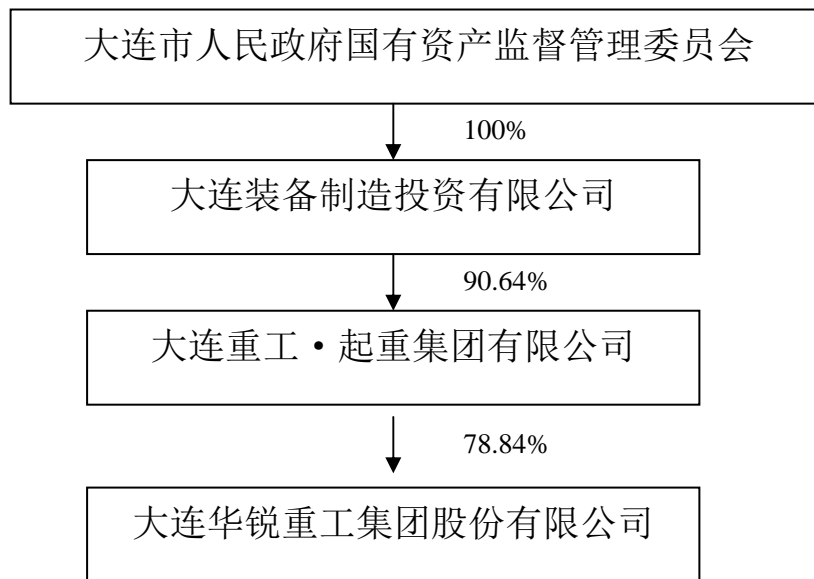 大连市人民政府国有资产监督管理委员会
100%
大连装备制造投资有限公司
90.64%
大连重工·起重集团有限公司
78.84%
大连华锐重工集团股份有限公司